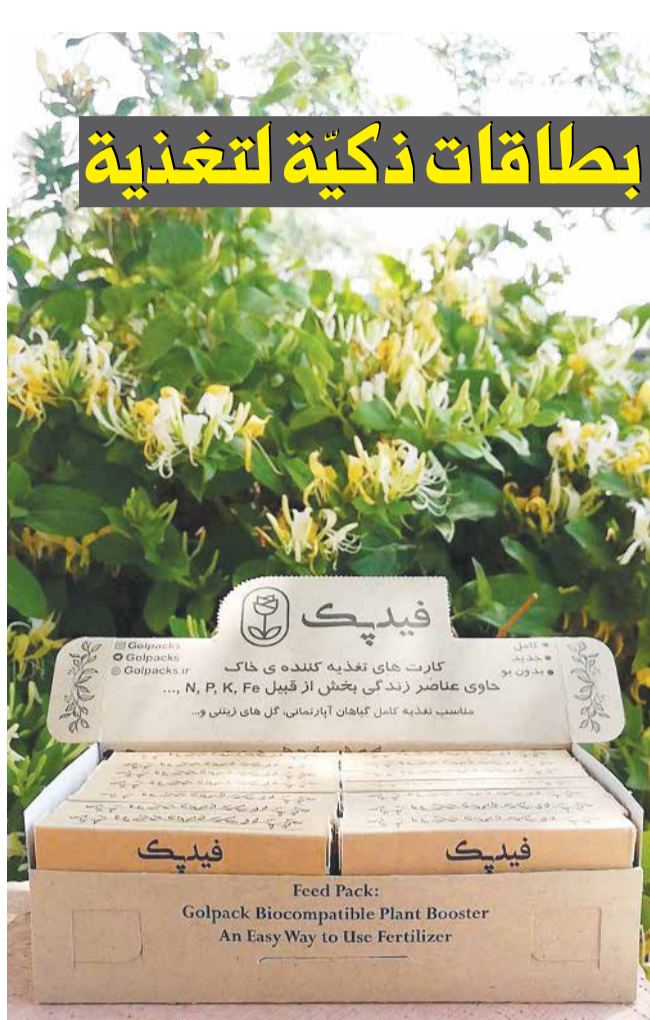 بطاقات ذكيّة لتغذية
فیدپک
Golpacks
Golpacks
Golpacks.ir
کامل
جدید
بدون بو
کارت های تغذیه کننده ی خاک
حاوی عناصر زندگی بخش از قبیل N, P, K, Fe ,...
مناسب تغذیه کامل گیاهان آپارتمانی، گل های زینتی و...
فیدپک
فیدپک
Feed Pack:
Golpack Biocompatible Plant Booster
An Easy Way to Use Fertilizer